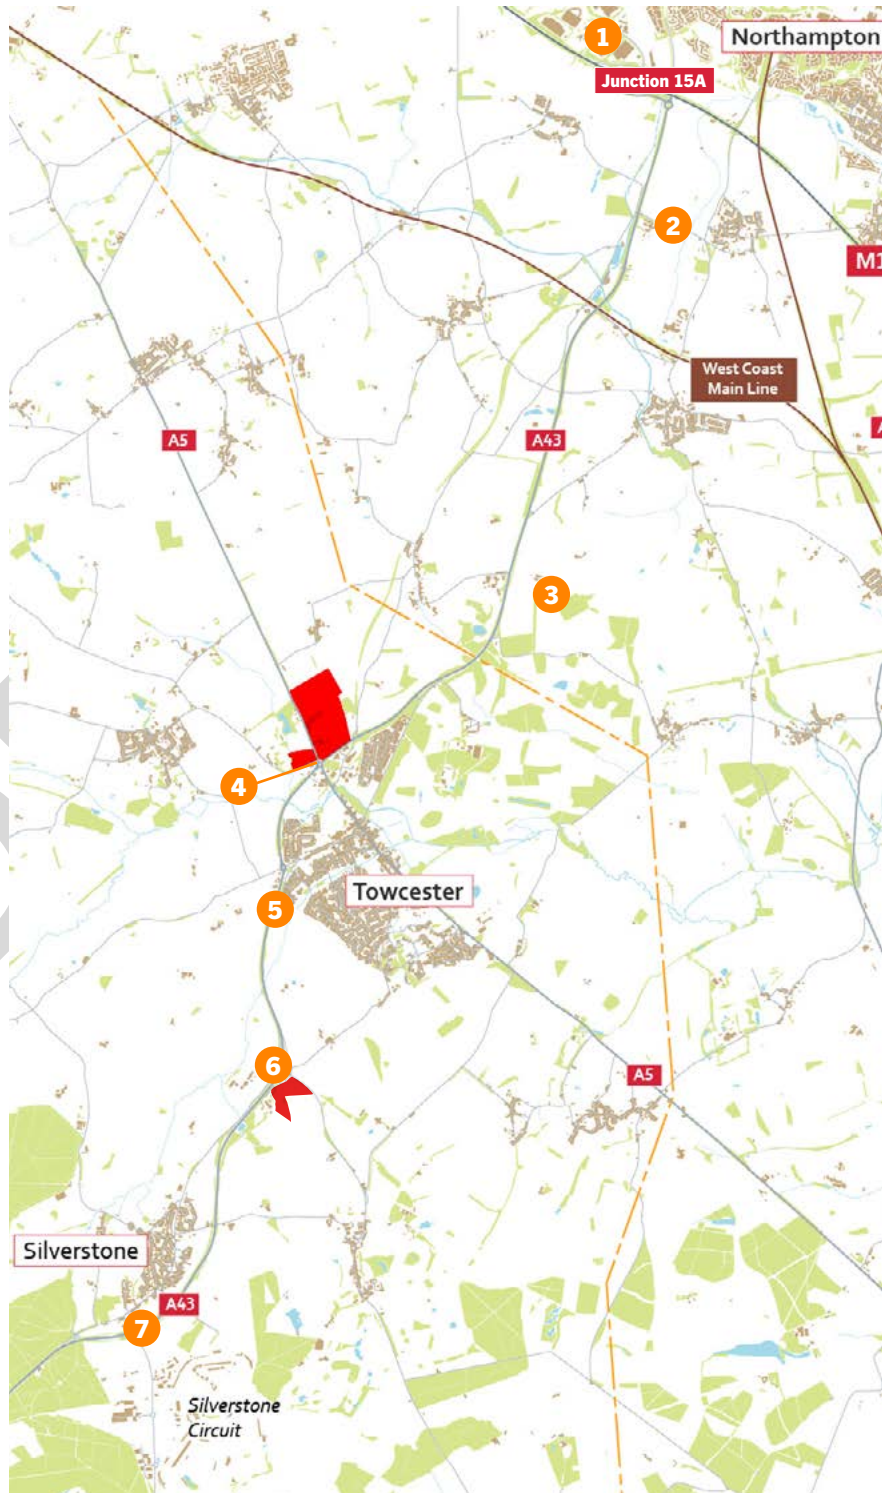 1
Northampton
Junction 15A
2
M1
West Coast
Main Line
A5
A43
3
4
Towcester
5
6
A5
Silverstone
A43
7
Silverstone
Circuit